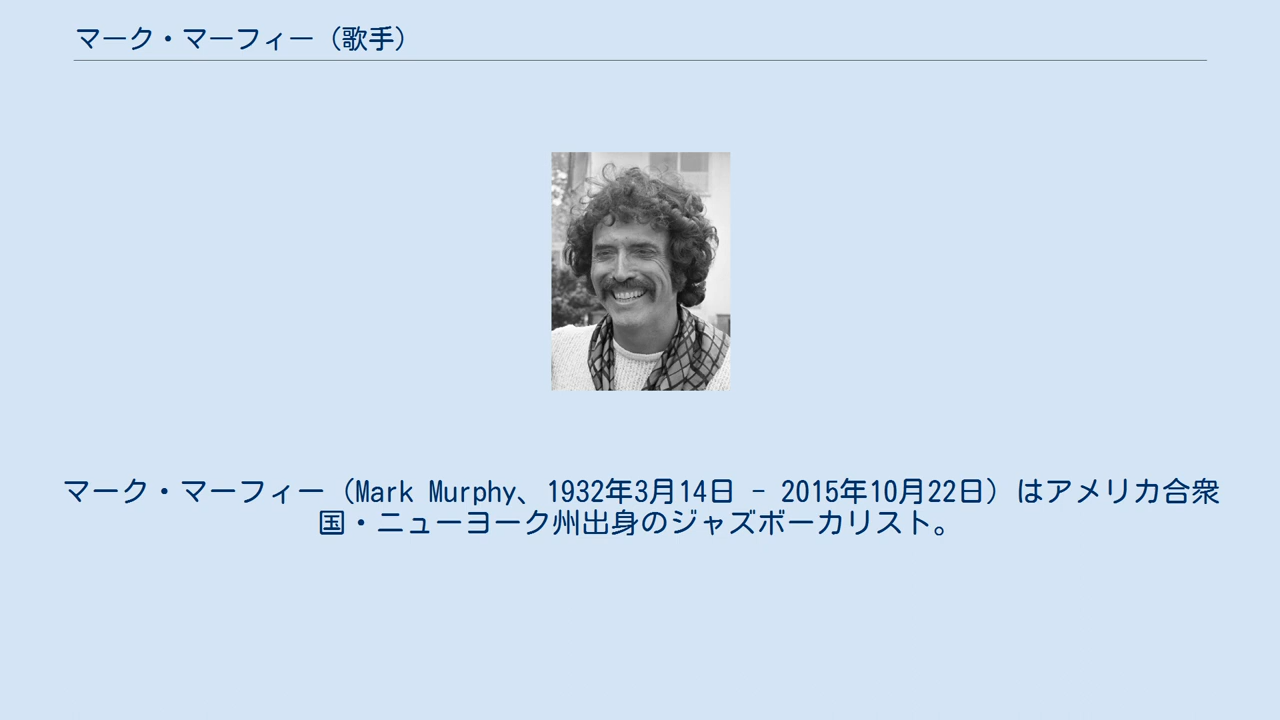 マーク・マーフィー（歌手）
マーク・マーフィー（Mark Murphy、1932年3月14日 - 2015年10月22日）はアメリカ合衆
国・ニューヨーク州出身のジャズボーカリスト。